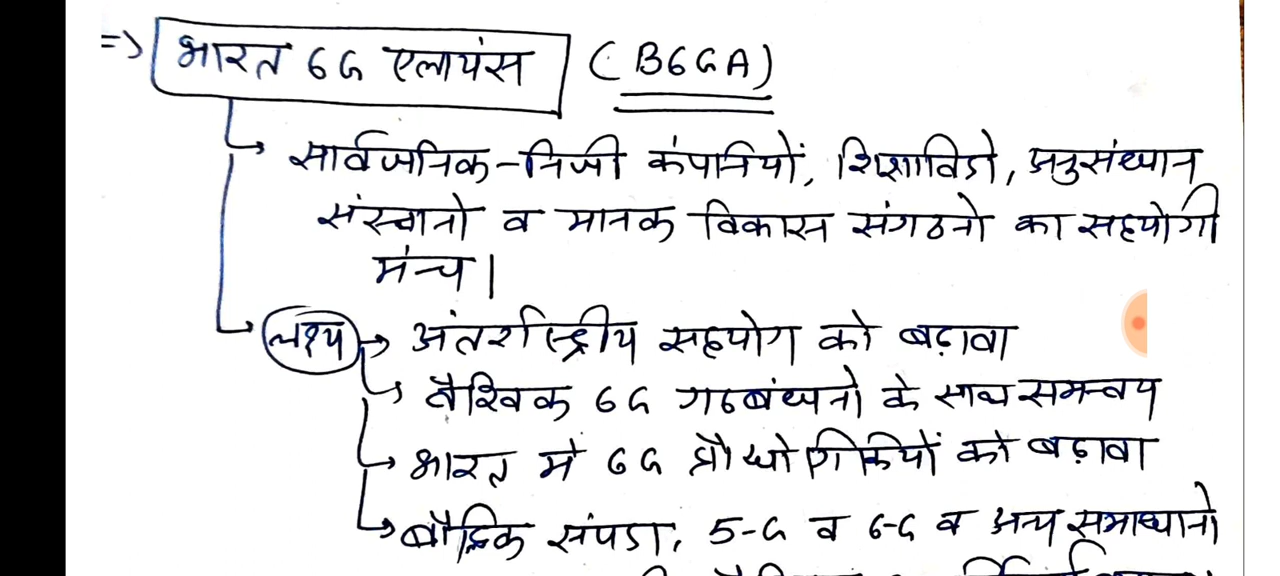 => भारत 6G एलायंस (B6GA)
सार्वजनिक-निजी कंपनियों, शिक्षाविदो, अनुसंधान
संस्थानो व मानक विकास संगठनो का सहयोगी
मंच।
लक्ष्य → अंतर्राष्ट्रीय सहयोग को बढ़ावा
वैश्विक 6G गठबंधनो के साथ समन्वय
भारत मे 6G प्रौद्योगिकियों को बढ़ावा
बौद्धिक संपदा, 5-G व 6-G व अन्य समाधानो